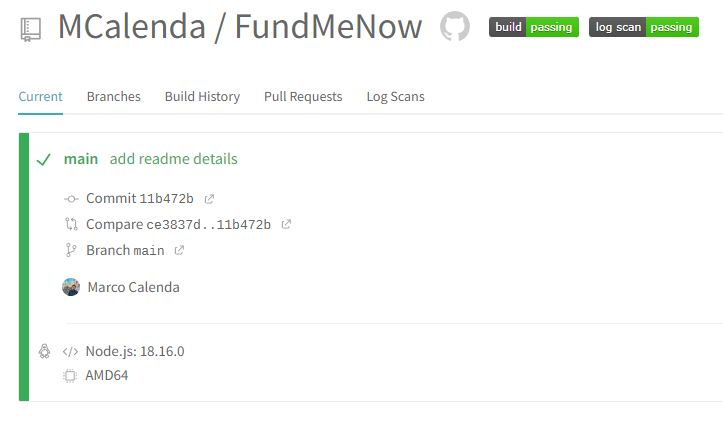 MCalenda / FundMeNow build passing log scan passing
Current Branches Build History Pull Requests Log Scans
main add readme details
Commit 11b472b
Compare ce3837d..11b472b
Branch main
Marco Calenda
Node.js: 18.16.0
AMD64